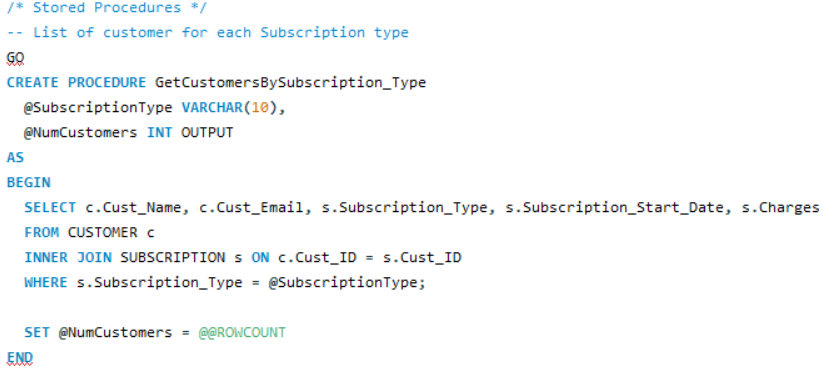 /* Stored Procedures */
-- List of customer for each Subscription type
GO
CREATE PROCEDURE GetCustomersBySubscription_Type
@SubscriptionType VARCHAR(10),
@NumCustomers INT OUTPUT
AS
BEGIN
SELECT c.Cust_Name, c.Cust_Email, s.Subscription_Type, s.Subscription_Start_Date, s.Charges
FROM CUSTOMER c
INNER JOIN SUBSCRIPTION s ON c.Cust_ID = s.Cust_ID
WHERE s.Subscription_Type = @SubscriptionType;
SET @NumCustomers = @@ROWCOUNT
END